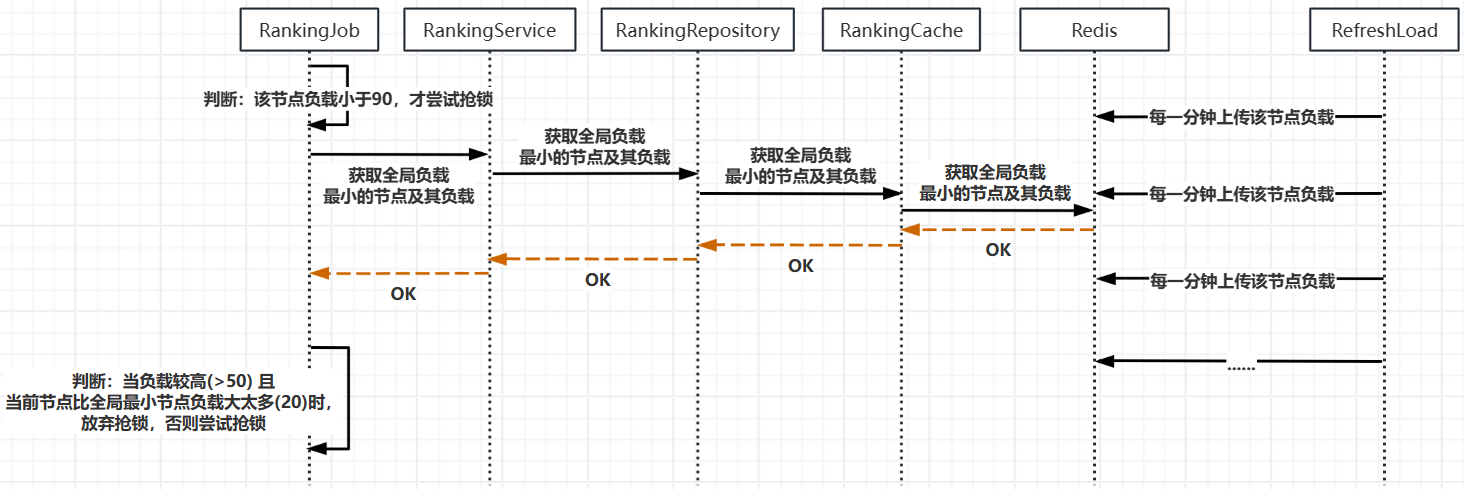 RankingJob
RankingService
RankingRepository
RankingCache
Redis
RefreshLoad
判断：该节点负载小于90，才尝试抢锁
每一分钟上传该节点负载
获取全局负载
最小的节点及其负载
获取全局负载
最小的节点及其负载
获取全局负载
最小的节点及其负载
获取全局负载
最小的节点及其负载
每一分钟上传该节点负载
OK
OK
OK
OK
每一分钟上传该节点负载
......
判断：当负载较高(>50) 且
当前节点比全局最小节点负载大太多(20)时，
放弃抢锁，否则尝试抢锁